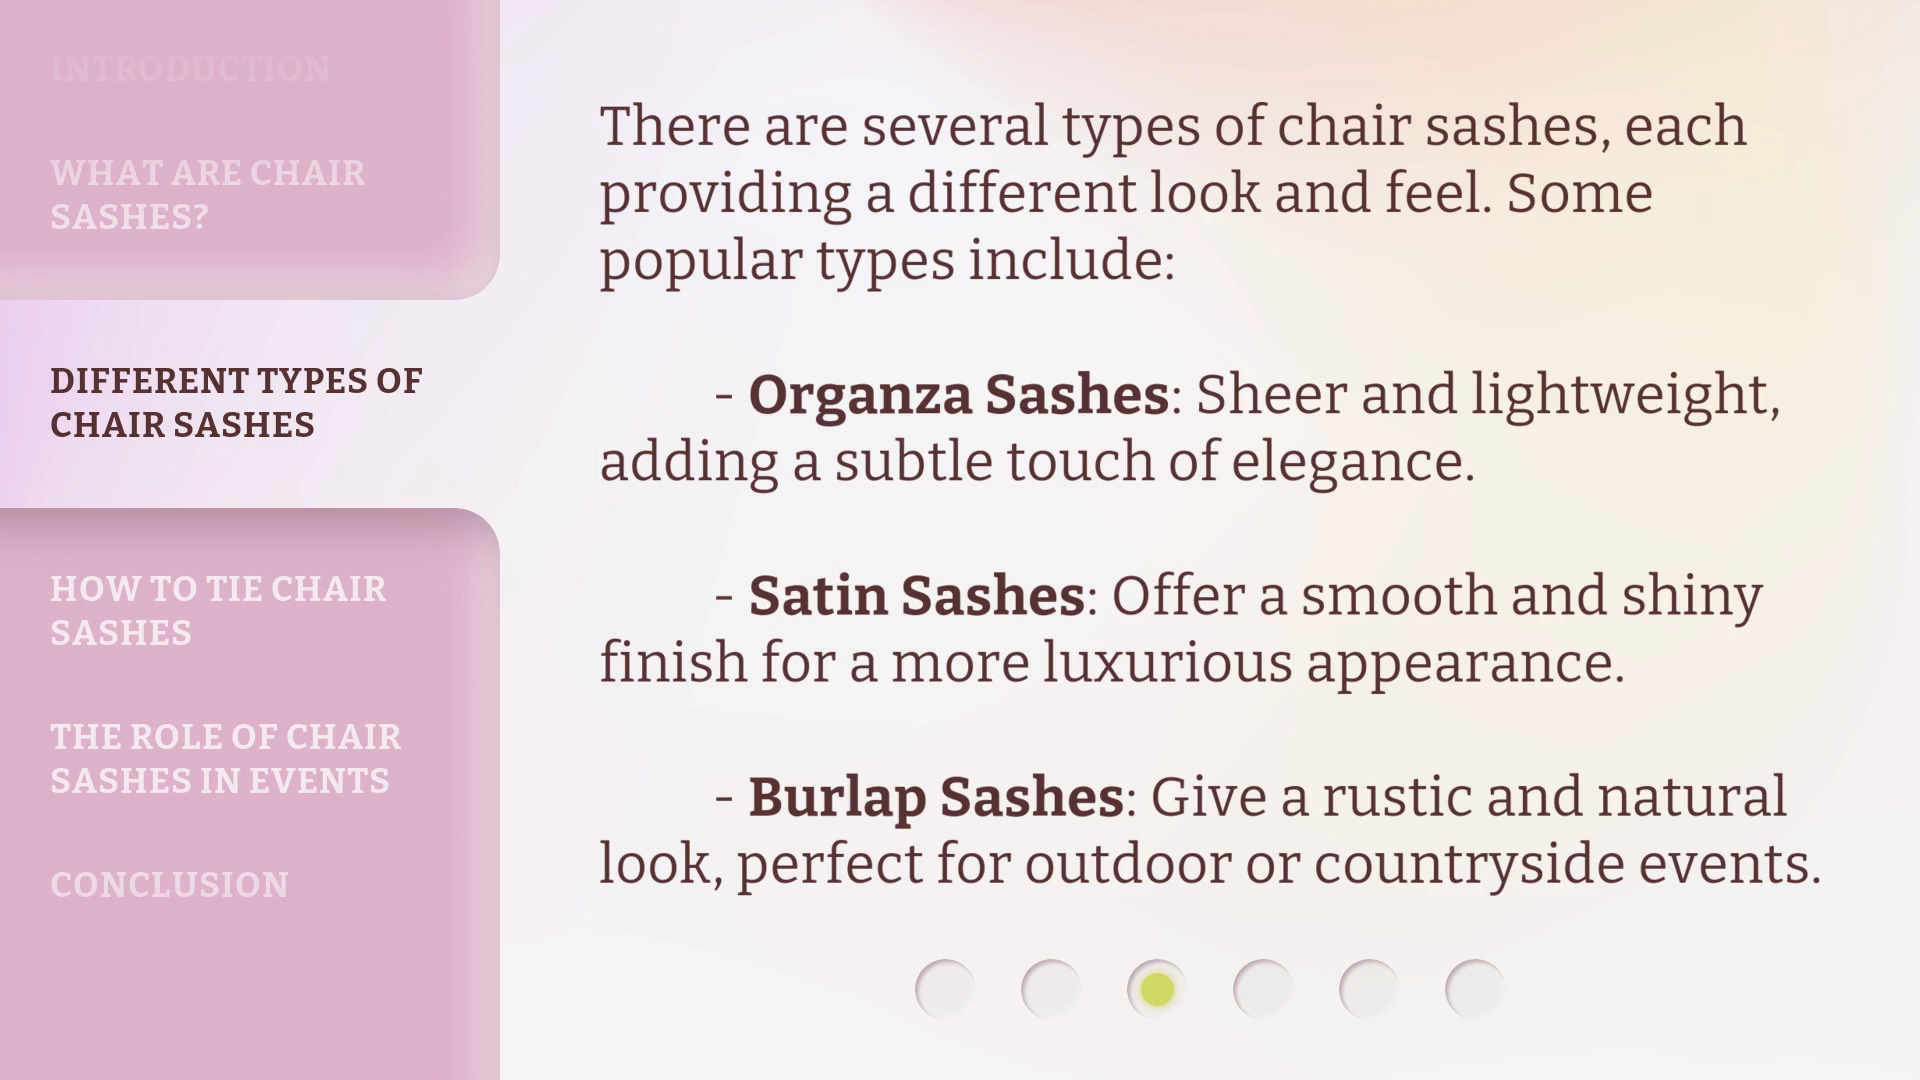 INTRODUCTION
WHAT ARE CHAIR
SASHES?
DIFFERENT TYPES OF
CHAIR SASHES
HOW TO TIE CHAIR
SASHES
THE ROLE OF CHAIR
SASHES IN EVENTS
CONCLUSION
There are several types of chair sashes, each
providing a different look and feel. Some
popular types include:
- Organza Sashes: Sheer and lightweight,
adding a subtle touch of elegance.
- Satin Sashes: Offer a smooth and shiny
finish for a more luxurious appearance.
- Burlap Sashes: Give a rustic and natural
look, perfect for outdoor or countryside events.